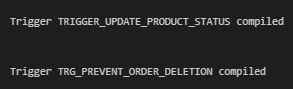 Trigger TRIGGER_UPDATE_PRODUCT_STATUS compiled
Trigger TRG_PREVENT_ORDER_DELETION compiled